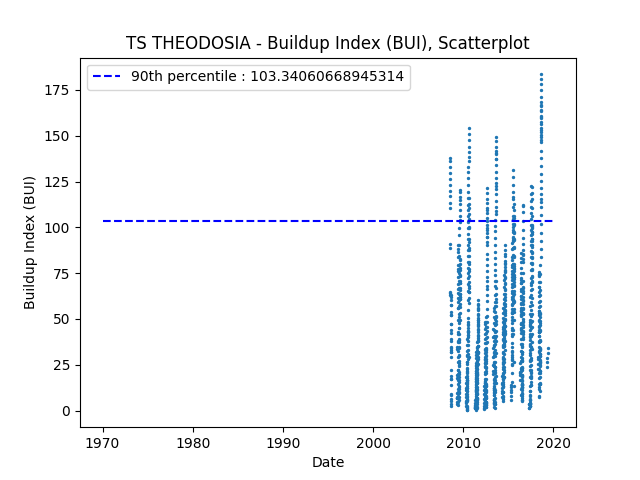 TS THEODOSIA - Buildup Index (BUI), Scatterplot
90th percentile : 103.34060668945314
175
150
125
100
75
50
25
0
Buildup Index (BUI)
1970 1980 1990 2000 2010 2020
Date